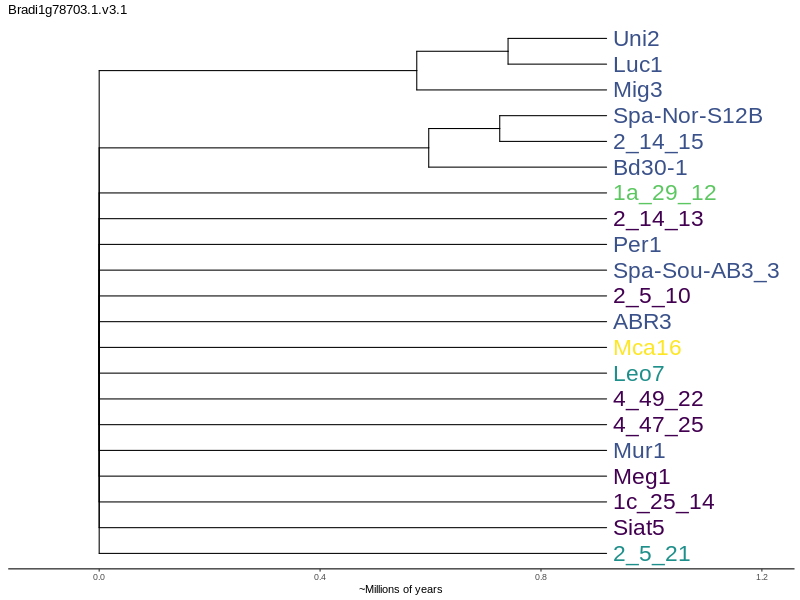 Bradi1g78703.1.v3.1
Uni2
Luc1
Mig3
Spa-Nor-S12B
2_14_15
Bd30-1
1a_29_12
2_14_13
Per1
Spa-Sou-AB3_3
2_5_10
ABR3
Mca16
Leo7
4_49_22
4_47_25
Mur1
Meg1
1c_25_14
Siat5
2_5_21
0.0 0.4 0.8 1.2
~Millions of years